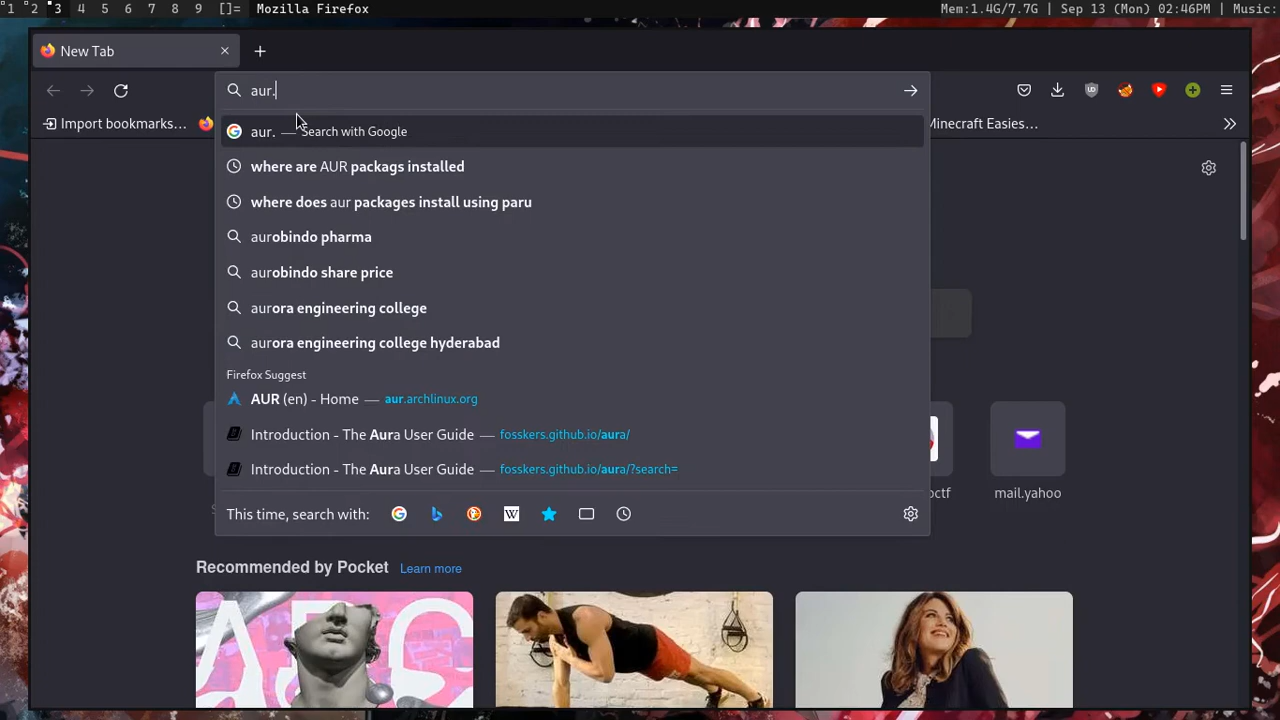 1 2 3 4 5 6 7 8 9 []= Mozilla Firefox Mem:1.4G/7.7G | Sep 13 (Mon) 02:46PM | Music:
New Tab
aur.
Import bookmarks... Minecraft Easies...
aur. — Search with Google
where are AUR packags installed
where does aur packages install using paru
aurobindo pharma
aurobindo share price
aurora engineering college
aurora engineering college hyderabad
Firefox Suggest
AUR (en) - Home — aur.archlinux.org
Introduction - The Aura User Guide — fosskers.github.io/aura/
Introduction - The Aura User Guide — fosskers.github.io/aura/?search=
octf mail.yahoo
This time, search with:
Recommended by Pocket Learn more